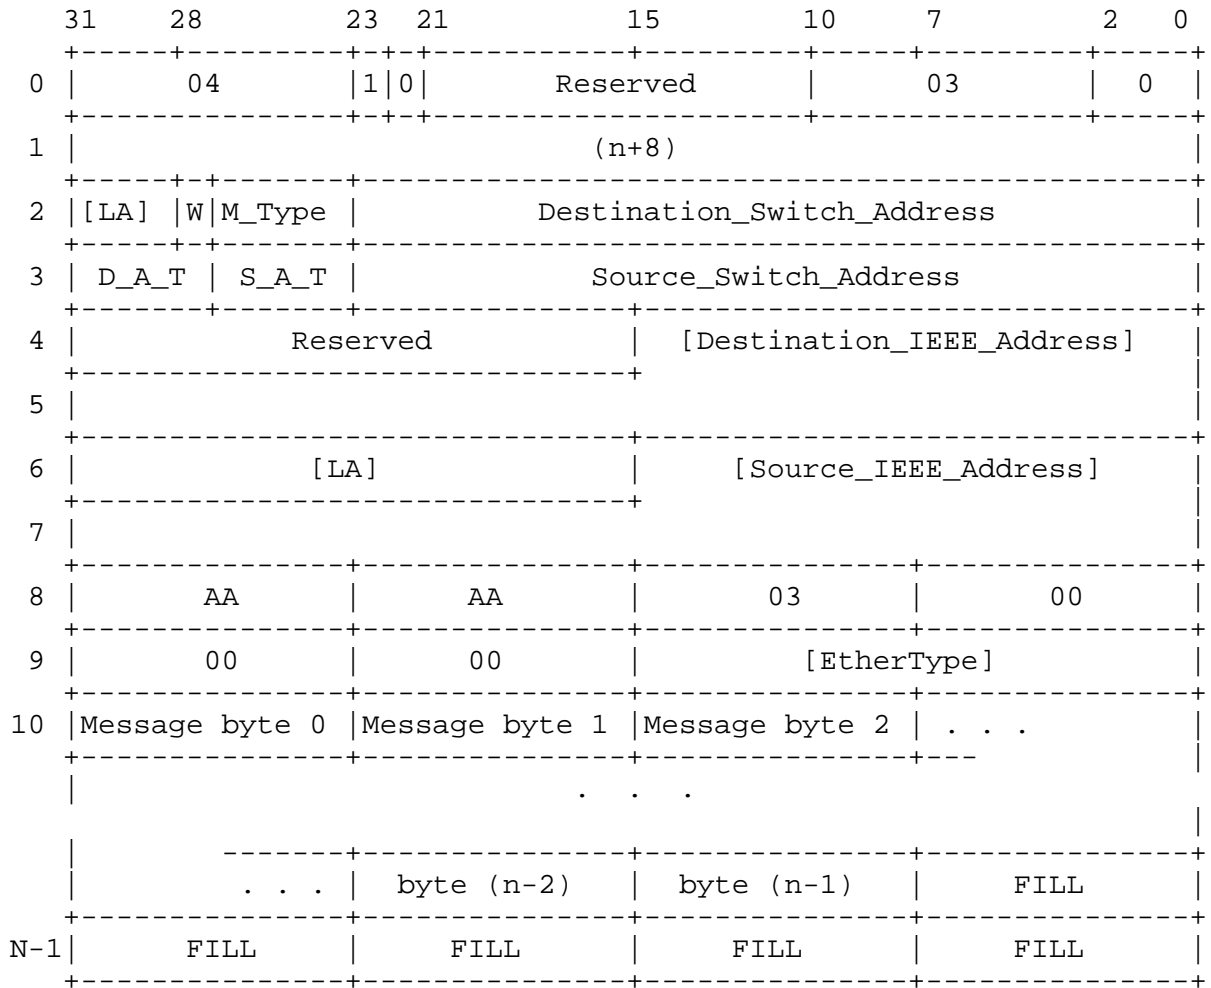 31 28 23 21 15 10 7 2 0
+-----+---------+-+-+-----------+---------+-----+---------+-----+
0 | 04 |1|0| Reserved | 03 | 0 |
+---------------+-+-+---------------------+---------------+-----+
1 | (n+8) |
+-----+-+-------+-----------------------------------------------+
2 |[LA] |W|M_Type | Destination_Switch_Address |
+-----+-+-------+-----------------------------------------------+
3 | D_A_T | S_A_T | Source_Switch_Address |
+-------+-------+---------------+-------------------------------+
4 | Reserved | [Destination_IEEE_Address] |
+-------------------------------+ |
5 | |
+-------------------------------+-------------------------------+
6 | [LA] | [Source_IEEE_Address] |
+-------------------------------+ |
7 | |
+---------------+---------------+---------------+---------------+
8 | AA | AA | 03 | 00 |
+---------------+---------------+---------------+---------------+
9 | 00 | 00 | [EtherType] |
+---------------+---------------+---------------+---------------+
10 |Message byte 0 |Message byte 1 |Message byte 2 | . . . |
+---------------+---------------+---------------+--- |
| . . .
|
| -------+---------------+---------------+---------------+
| . . . | byte (n-2) | byte (n-1) | FILL |
+---------------+---------------+---------------+---------------+
N-1| FILL | FILL | FILL | FILL |
+---------------+---------------+---------------+---------------+